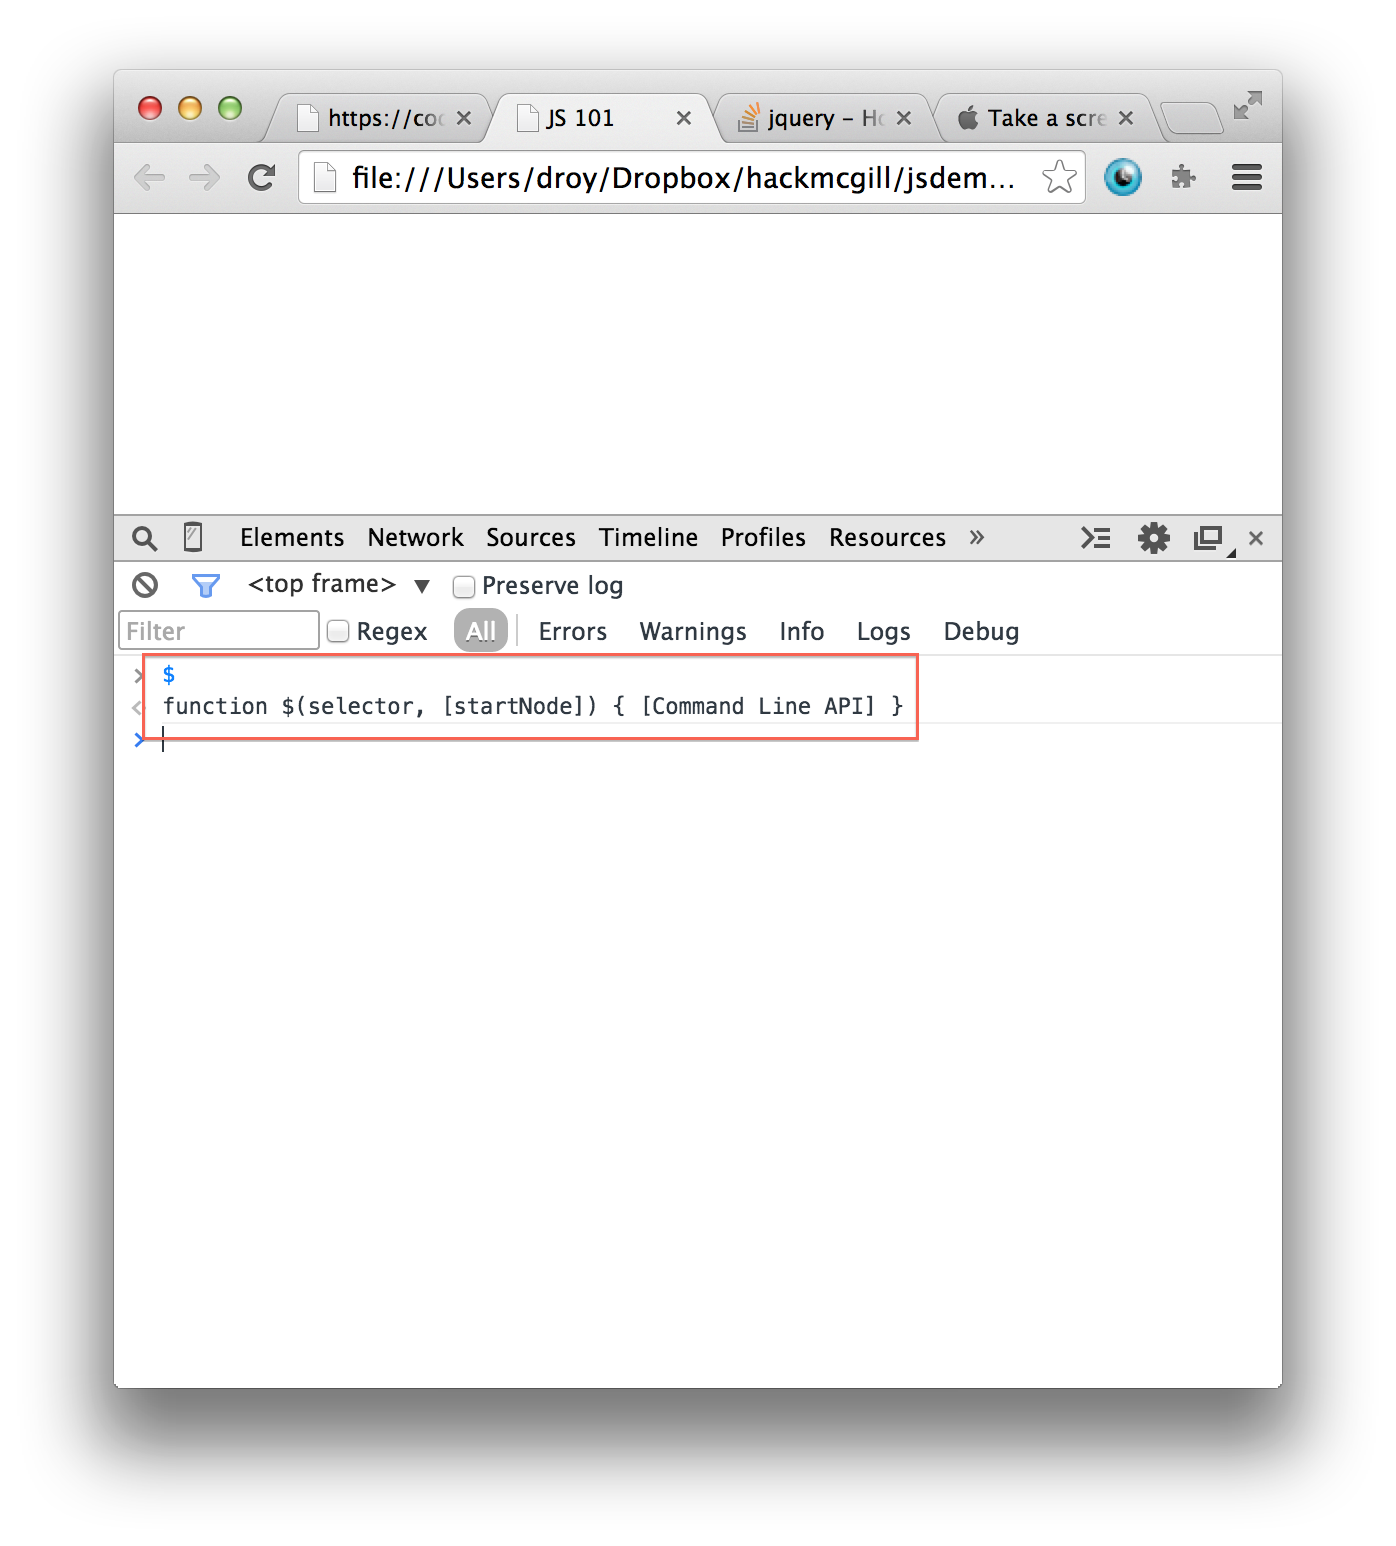 https://coc
JS 101
jquery – Ho
Take a scre
file:///Users/droy/Dropbox/hackmcgill/jsdem...
Elements Network Sources Timeline Profiles Resources »
<top frame> ▼ Preserve log
Filter Regex All Errors Warnings Info Logs Debug
> $
< function $(selector, [startNode]) { [Command Line API] }
>